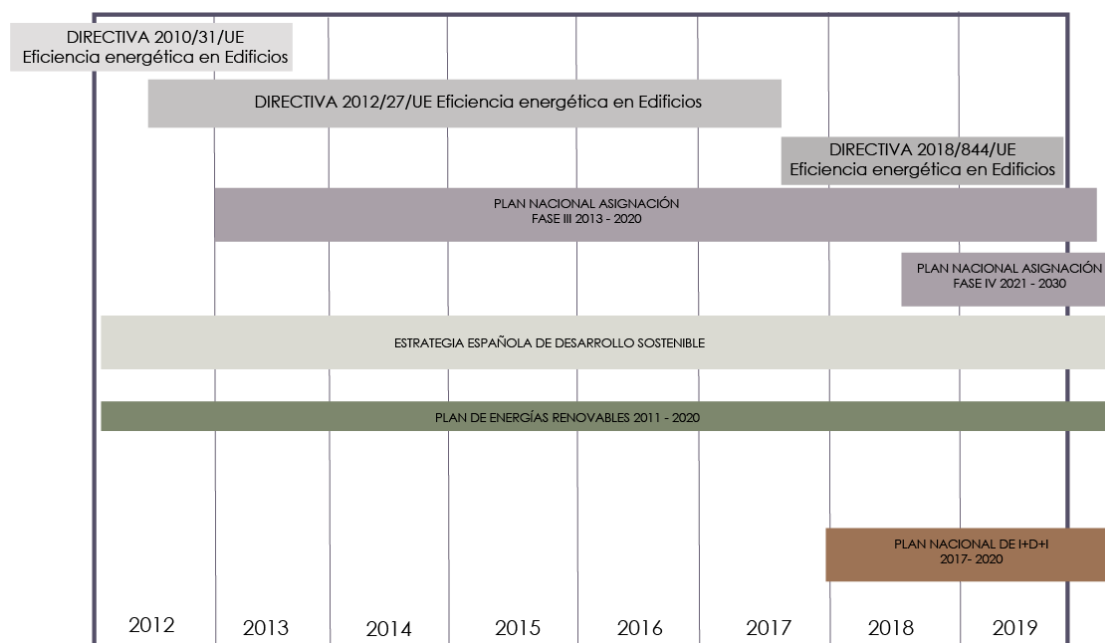 DIRECTIVA 2010/31/UE
Eficiencia energética en Edificios
DIRECTIVA 2012/27/UE Eficiencia energética en Edificios
DIRECTIVA 2018/844/UE
Eficiencia energética en Edificios
PLAN NACIONAL ASIGNACIÓN
FASE III 2013 - 2020
PLAN NACIONAL ASIGNACIÓN
FASE IV 2021 - 2030
ESTRATEGIA ESPAÑOLA DE DESARROLLO SOSTENIBLE
PLAN DE ENERGÍAS RENOVABLES 2011 - 2020
PLAN NACIONAL DE I+D+I
2017- 2020
2012 2013 2014 2015 2016 2017 2018 2019